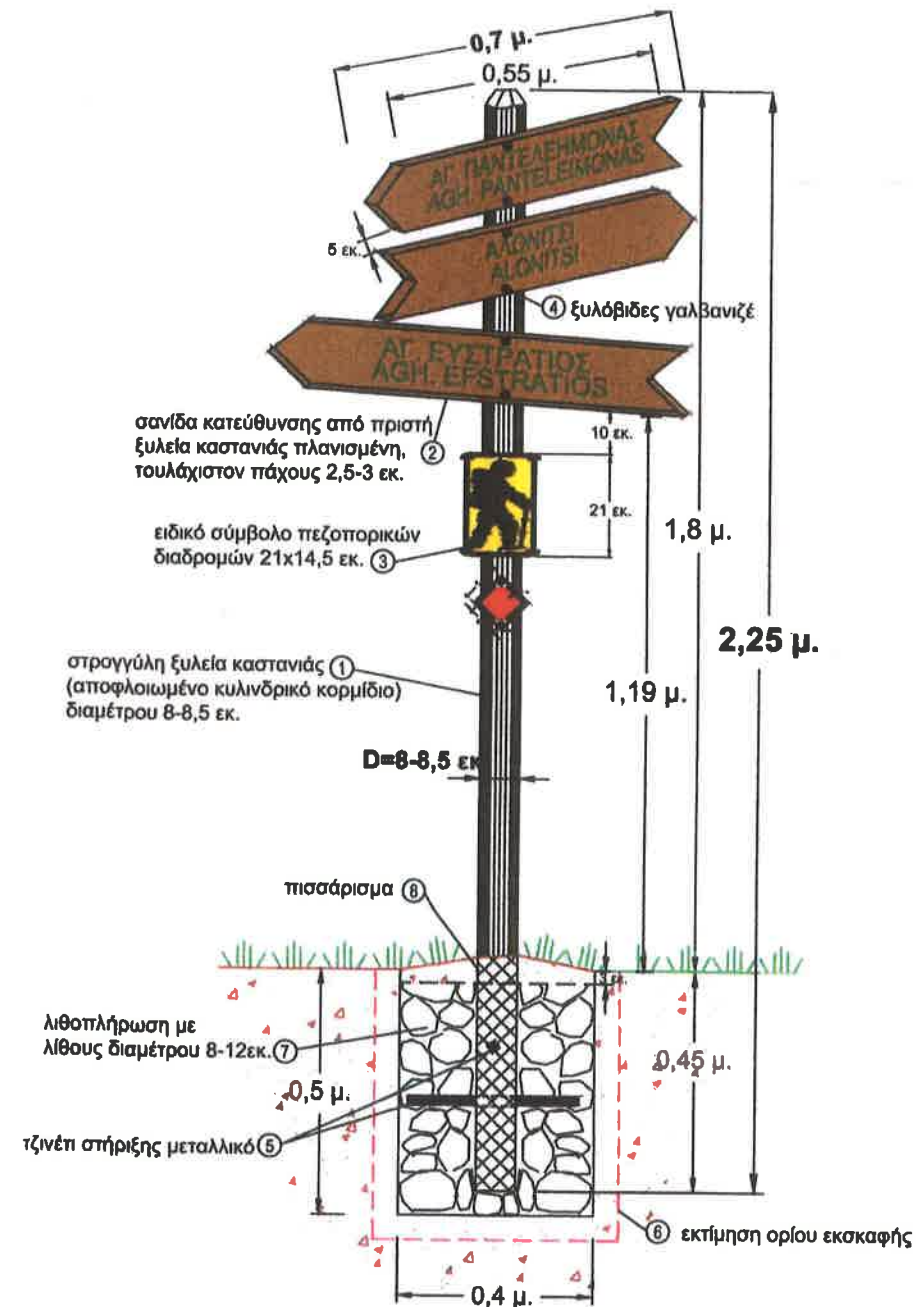 0,7 μ.
0,55 μ.
ΑΓ. ΠΑΝΤΕΛΕΗΜΟΝΑΣ
AGH. PANTELEIMONAS
5 εκ.
ΑΛΟΝΙΤΣΙ
ALONITSI
④ ξυλόβιδες γαλβανιζέ
ΑΓ. ΕΥΣΤΡΑΤΙΟΣ
AGH. EFSTRATIOS
σανίδα κατεύθυνσης από πριστή
ξυλεία καστανιάς πλανισμένη, ②
τουλάχιστον πάχους 2,5-3 εκ.
10 εκ.
21 εκ.
1,8 μ.
ειδικό σύμβολο πεζοπορικών
διαδρομών 21x14,5 εκ. ③
2,25 μ.
στρογγύλη ξυλεία καστανιάς ①
(αποφλοιωμένο κυλινδρικό κορμίδιο)
διαμέτρου 8-8,5 εκ.
1,19 μ.
D=8-8,5 εκ
πισσάρισμα ⑧
λιθοπλήρωση με
λίθους διαμέτρου 8-12εκ. ⑦
0,45 μ.
0,5 μ.
τζινέτι στήριξης μεταλλικό ⑤
⑥ εκτίμηση ορίου εκσκαφής
0,4 μ.